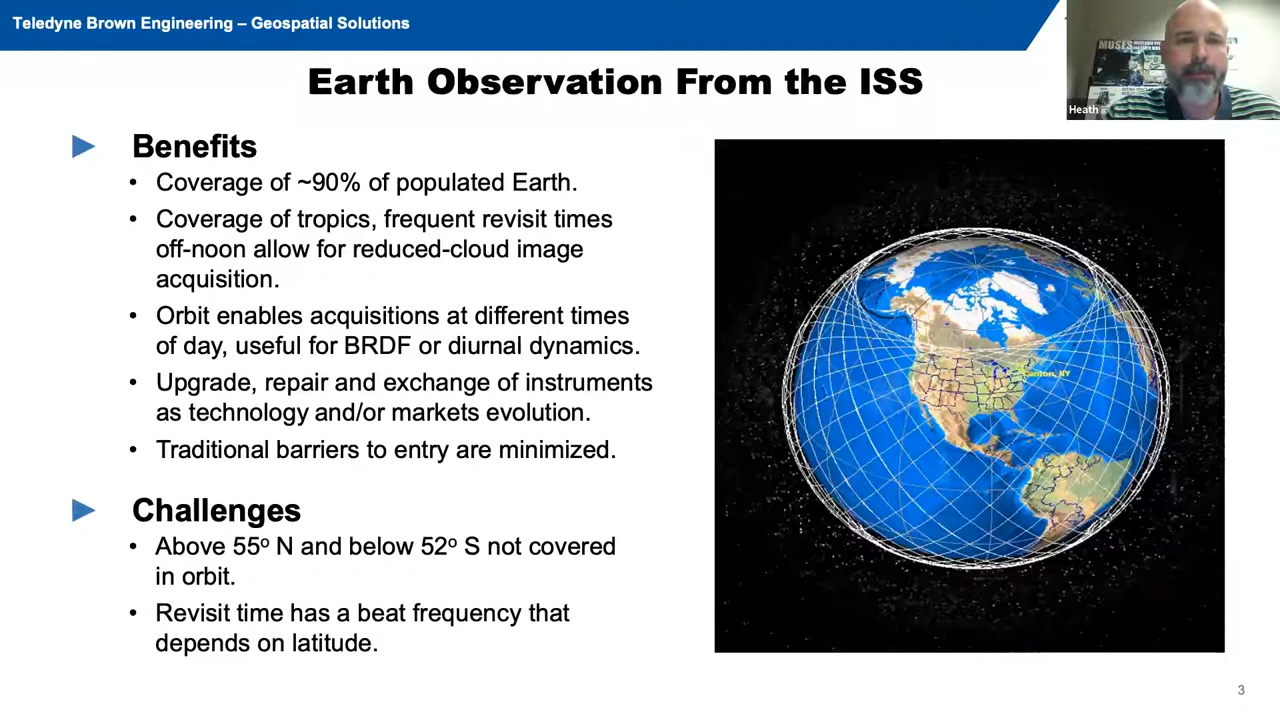 Teledyne Brown Engineering – Geospatial Solutions
Earth Observation From the ISS
Heath
► Benefits
• Coverage of ~90% of populated Earth.
• Coverage of tropics, frequent revisit times
off-noon allow for reduced-cloud image
acquisition.
• Orbit enables acquisitions at different times
of day, useful for BRDF or diurnal dynamics.
• Upgrade, repair and exchange of instruments
as technology and/or markets evolution.
• Traditional barriers to entry are minimized.
► Challenges
• Above 55º N and below 52º S not covered
in orbit.
• Revisit time has a beat frequency that
depends on latitude.
MUSES
NY
3